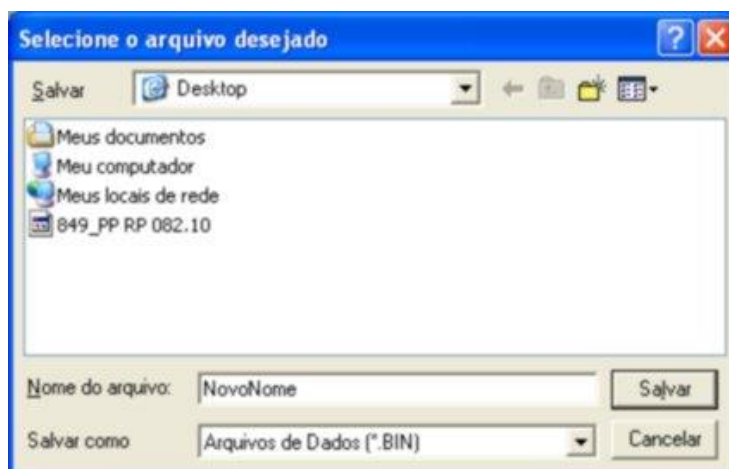 Selecione o arquivo desejado
Salvar Desktop
Meus documentos
Meu computador
Meus locais de rede
849_PP RP 082.10
Nome do arquivo: NovoNome Salvar
Salvar como Arquivos de Dados (*.BIN) Cancelar